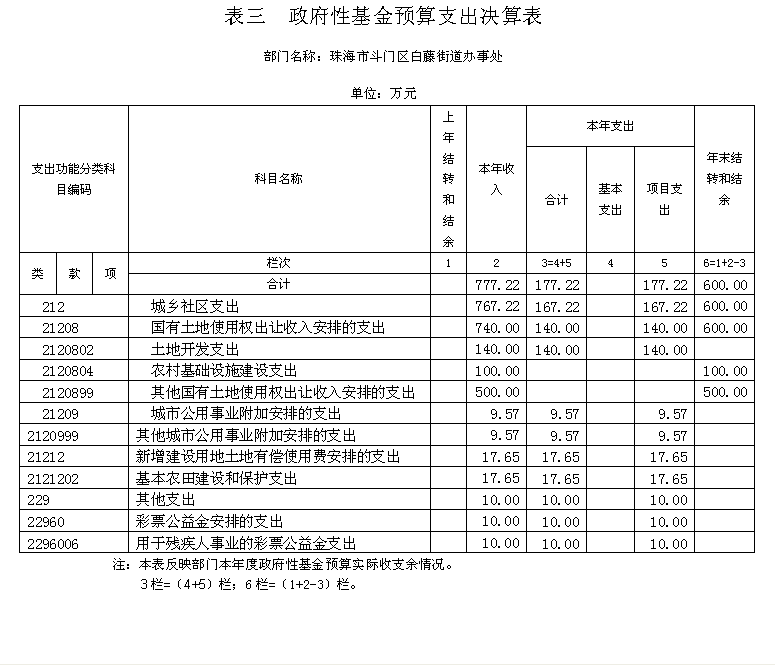 表三 政府性基金预算支出决算表
部门名称：珠海市斗门区白藤街道办事处
单位：万元
支出功能分类科目编码 科目名称 上年结转和结余 本年收入 本年支出 年末结转和结余
合计 基本支出 项目支出
类 款 项 栏次 1 2 3=4+5 4 5 6=1+2-3
合计 777.22 177.22 177.22 600.00
212 城乡社区支出 767.22 167.22 167.22 600.00
21208 国有土地使用权出让收入安排的支出 740.00 140.00 140.00 600.00
2120802 土地开发支出 140.00 140.00 140.00
2120804 农村基础设施建设支出 100.00 100.00
2120899 其他国有土地使用权出让收入安排的支出 500.00 500.00
21209 城市公用事业附加安排的支出 9.57 9.57 9.57
2120999 其他城市公用事业附加安排的支出 9.57 9.57 9.57
21212 新增建设用地土地有偿使用费安排的支出 17.65 17.65 17.65
2121202 基本农田建设和保护支出 17.65 17.65 17.65
229 其他支出 10.00 10.00 10.00
22960 彩票公益金安排的支出 10.00 10.00 10.00
2296006 用于残疾人事业的彩票公益金支出 10.00 10.00 10.00
注：本表反映部门本年度政府性基金预算实际收支余情况。
3栏=（4+5）栏；6栏=（1+2-3）栏。